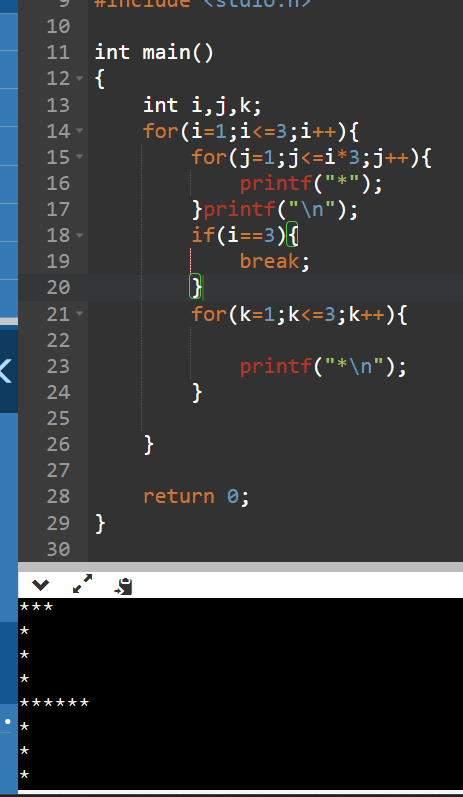 9 #include <stdio.h>
10
11 int main()
12 {
13 int i,j,k;
14 for(i=1;i<=3;i++){
15 for(j=1;j<=i*3;j++){
16 printf("*");
17 }printf("\n");
18 if(i==3){
19 break;
20 }
21 for(k=1;k<=3;k++){
22
23 printf("*\n");
24 }
25
26 }
27
28 return 0;
29 }
30
***
*
*
*
******
*
*
*